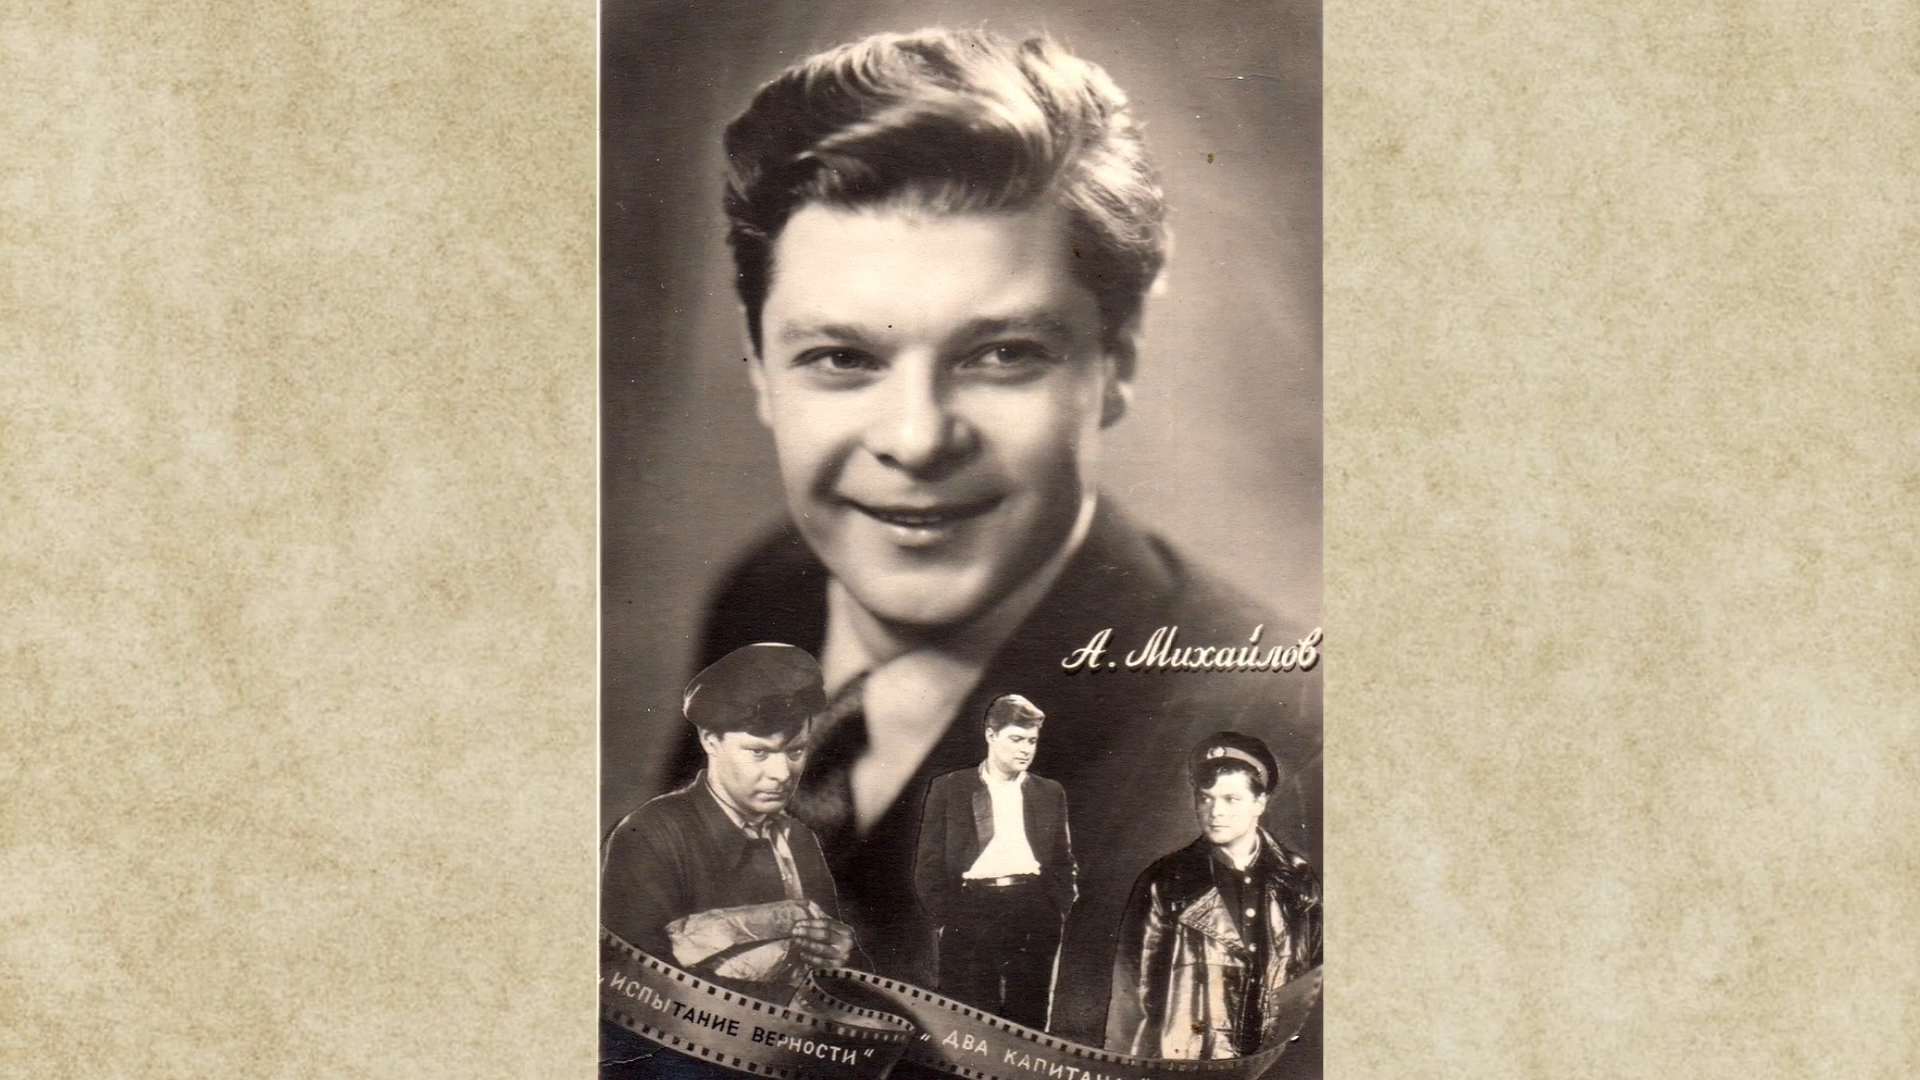 А. Михайлов
„ ИСПЫТАНИЕ ВЕРНОСТИ“
„ ДВА КАПИТАНА“